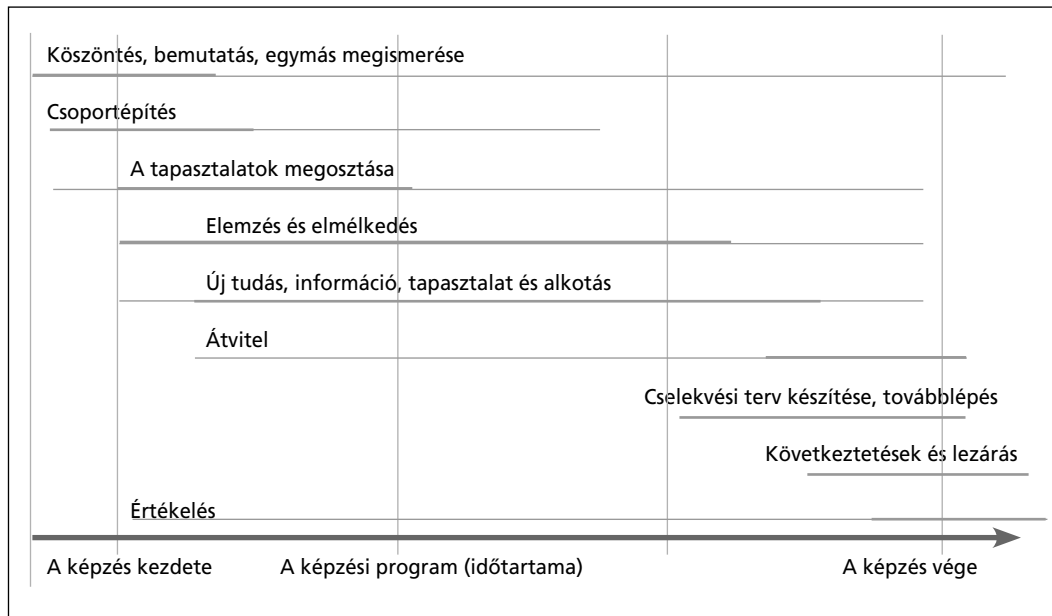 Köszöntés, bemutatás, egymás megismerése
Csoportépítés
A tapasztalatok megosztása
Elemzés és elmélkedés
Új tudás, információ, tapasztalat és alkotás
Átvitel
Cselekvési terv készítése, továbblépés
Következtetések és lezárás
Értékelés
A képzés kezdete
A képzési program (időtartama)
A képzés vége